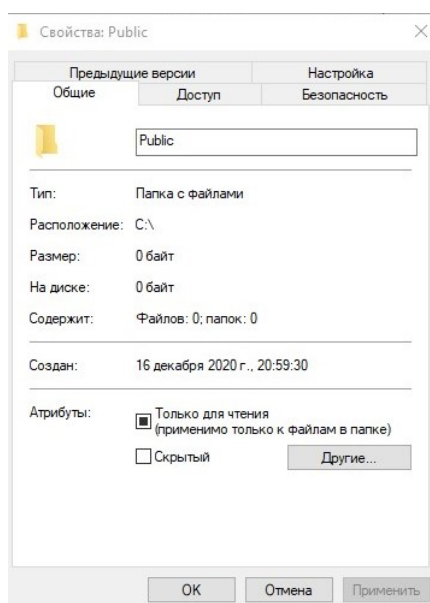 Свойства: Public
Предыдущие версии Настройка
Общие Доступ Безопасность
Public
Тип: Папка с файлами
Расположение: C:\
Размер: 0 байт
На диске: 0 байт
Содержит: Файлов: 0; папок: 0
Создан: 16 декабря 2020 г., 20:59:30
Атрибуты: Только для чтения
(применимо только к файлам в папке)
Скрытый Другие...
OK Отмена Применить